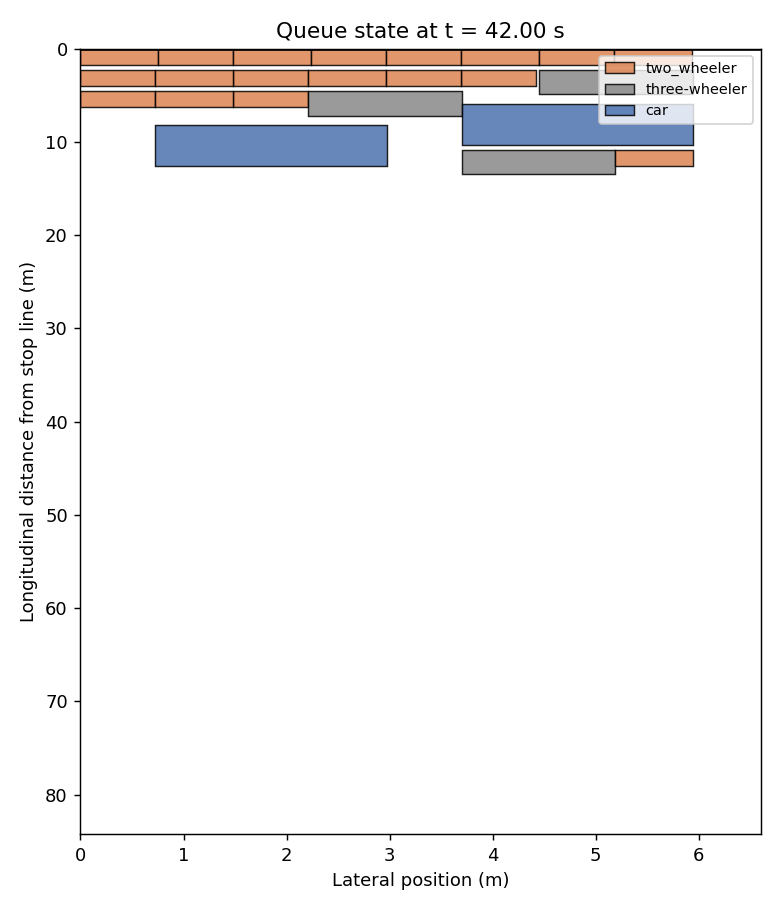 Queue state at t = 42.00 s
two_wheeler
three-wheeler
car
0
10
20
30
40
50
60
70
80
Longitudinal distance from stop line (m)
0 1 2 3 4 5 6
Lateral position (m)